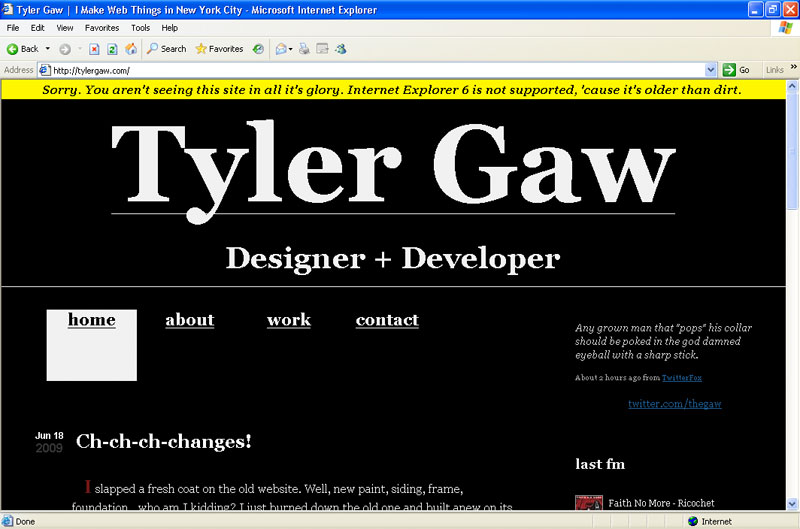 Tyler Gaw | I Make Web Things in New York City - Microsoft Internet Explorer
File Edit View Favorites Tools Help
Back Search Favorites
Address http://tylergaw.com/ Go Links »
Sorry. You aren't seeing this site in all it's glory. Internet Explorer 6 is not supported, 'cause it's older than dirt.
Tyler Gaw
Designer + Developer
home about work contact
Any grown man that "pops" his collar
should be poked in the god damned
eyeball with a sharp stick.
About 2 hours ago from TwitterFox
twitter.com/thegaw
Jun 18
2009
Ch-ch-ch-changes!
I slapped a fresh coat on the old website. Well, new paint, siding, frame,
foundation...who am I kidding? I just burned down the old one and built anew on its
last fm
Faith No More - Ricochet
Done Internet